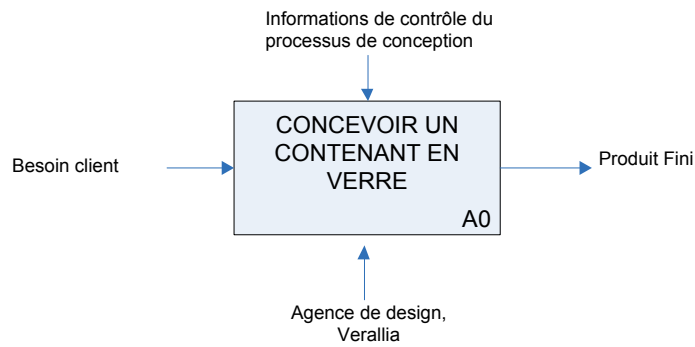 Informations de contrôle du
processus de conception
CONCEVOIR UN
CONTENANT EN
VERRE
Besoin client
Produit Fini
A0
Agence de design,
Verallia